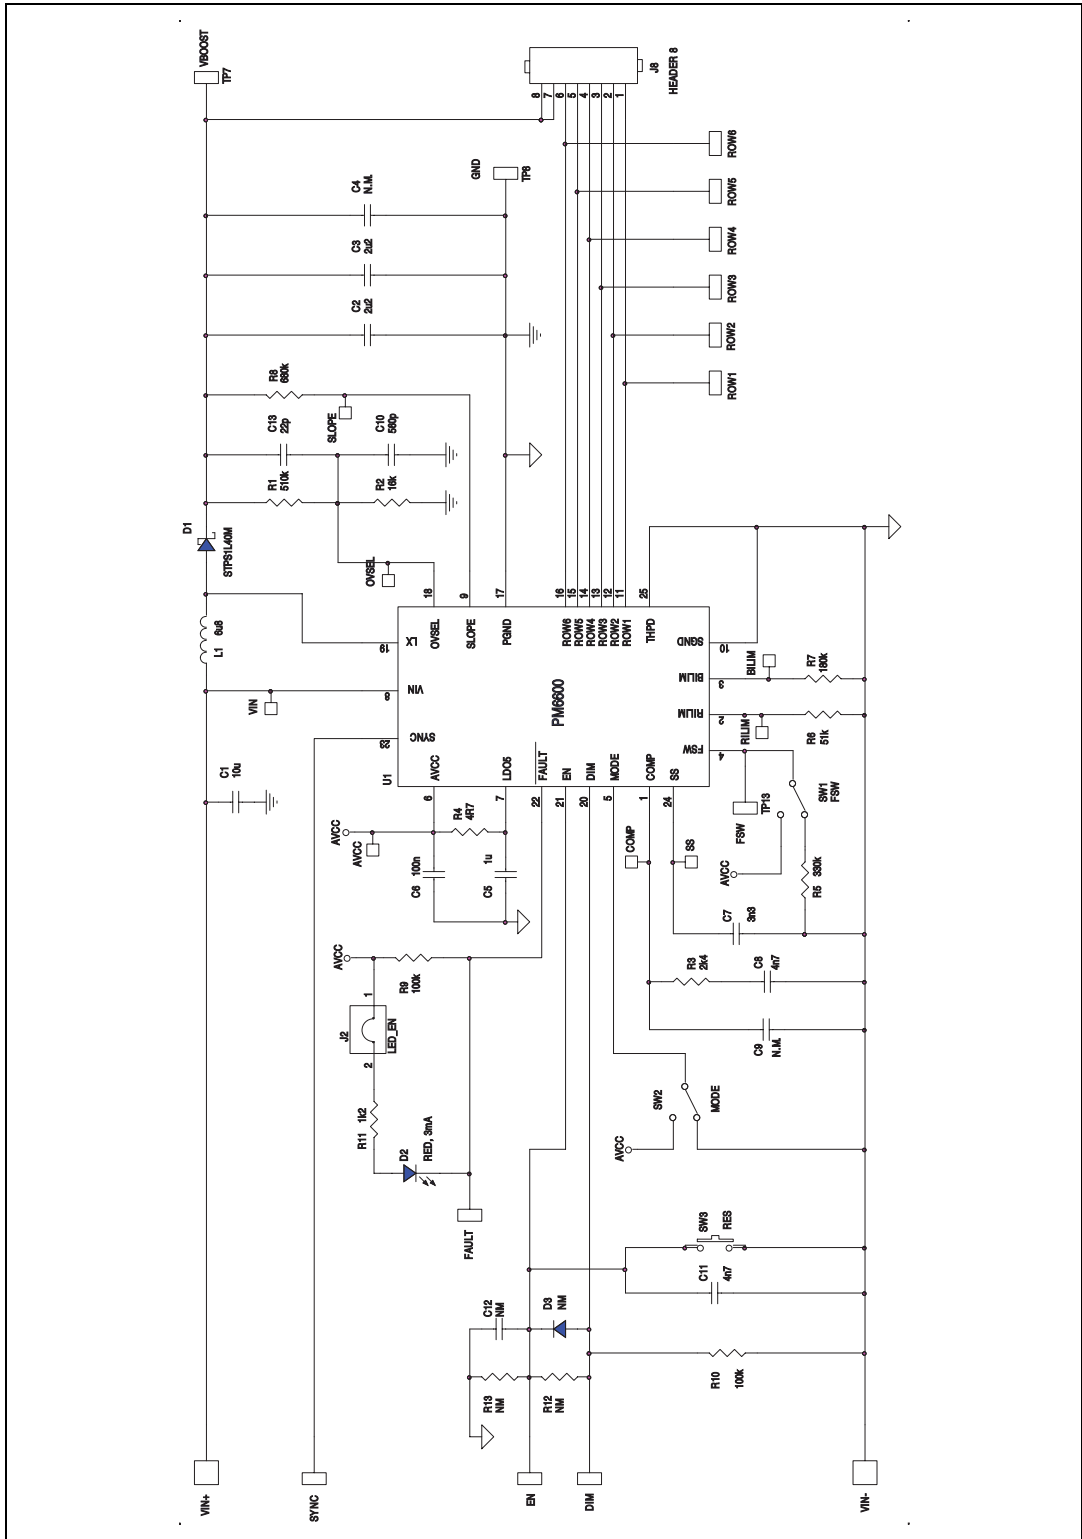 VIN+
SYNC
EN
DIM
VIN-
R13
NM
C12
NM
R12
NM
D3
NM
R10
100k
C11
4n7
SW3
RES
FAULT
D2
RED, 3mA
R11 1k2
J2
LED_EN
2
1
AVCC
R9
100k
AVCC
SW2
MODE
C9
N.M.
R3
2k4
C8
4n7
C7
3n3
R5 330k
AVCC
SW1
FSW
TP13
FSW
COMP
SS
C1
10u
AVCC
AVCC
C6 100n
C5 1u
R4
4R7
VIN
L1 6u8
D1
STPS1L40M
U1
PM6600
6 AVCC
7 LDO5
22 FAULT
21 EN
20 DIM
5 MODE
1 COMP
24 SS
23 SYNC
8 VIN
19 LX
4 FSW
2 RILIM
3 BILIM
10 SGND
OVSEL 18
SLOPE 9
PGND 17
ROW6 16
ROW5 15
ROW4 14
ROW3 13
ROW2 12
ROW1 11
THPD 25
RILIM
R6
51k
BILIM
R7
180k
OVSEL
R1
510k
R2
16k
C13
22p
C10
560p
SLOPE
R8
680k
C2
2u2
C3
2u2
C4
N.M.
GND
TP6
VBOOST
TP7
ROW1
ROW2
ROW3
ROW4
ROW5
ROW6
8
7
6
5
4
3
2
1
J8
HEADER 8